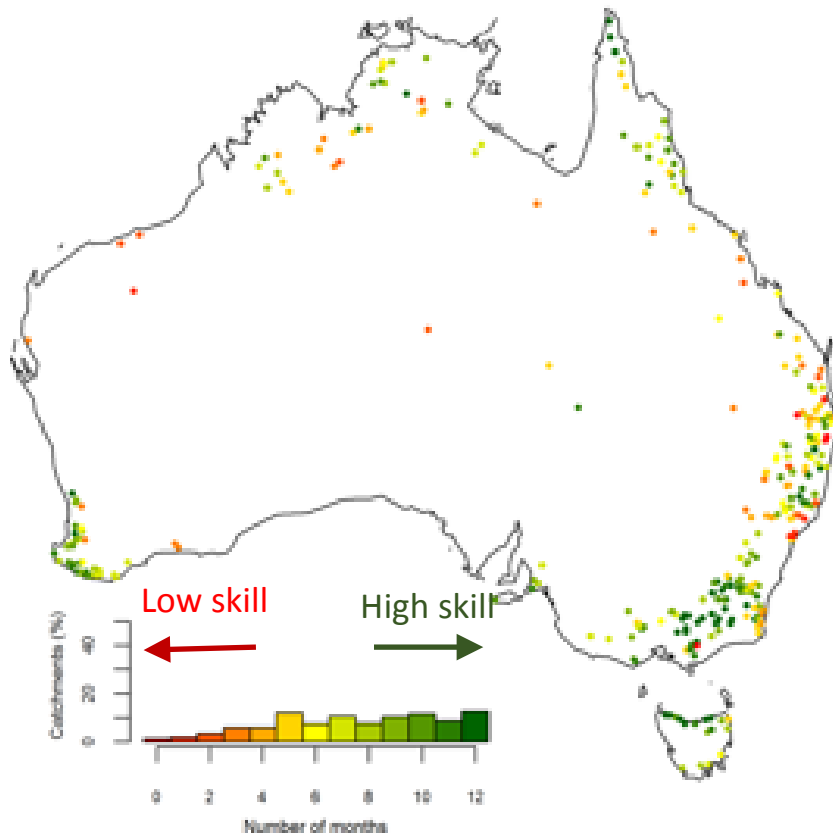 Low skill
High skill
Catchments (%)
40
20
0
0 2 4 6 8 10 12
Number of months